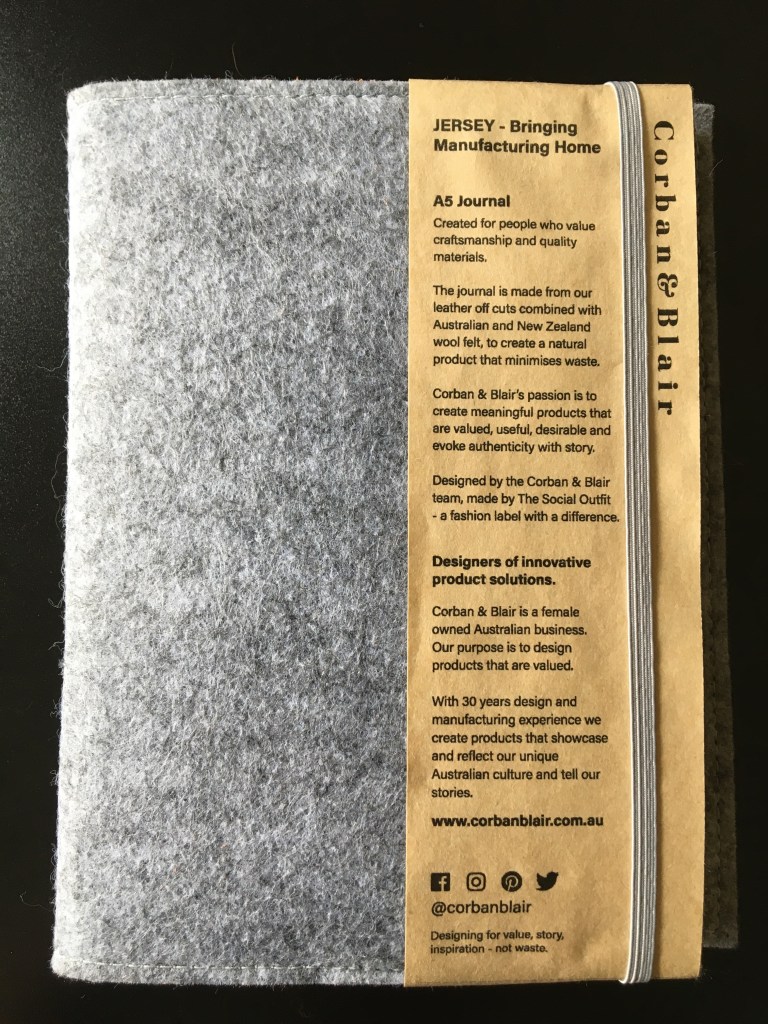 JERSEY - Bringing
Manufacturing Home
A5 Journal
Created for people who value
craftsmanship and quality
materials.
The journal is made from our
leather off cuts combined with
Australian and New Zealand
wool felt, to create a natural
product that minimises waste.
Corban & Blair's passion is to
create meaningful products that
are valued, useful, desirable and
evoke authenticity with story.
Designed by the Corban & Blair
team, made by The Social Outfit
- a fashion label with a difference.
Designers of innovative
product solutions.
Corban & Blair is a female
owned Australian business.
Our purpose is to design
products that are valued.
With 30 years design and
manufacturing experience we
create products that showcase
and reflect our unique
Australian culture and tell our
stories.
www.corbanblair.com.au
@corbanblair
Designing for value, story,
inspiration - not waste.
Corban&Blair